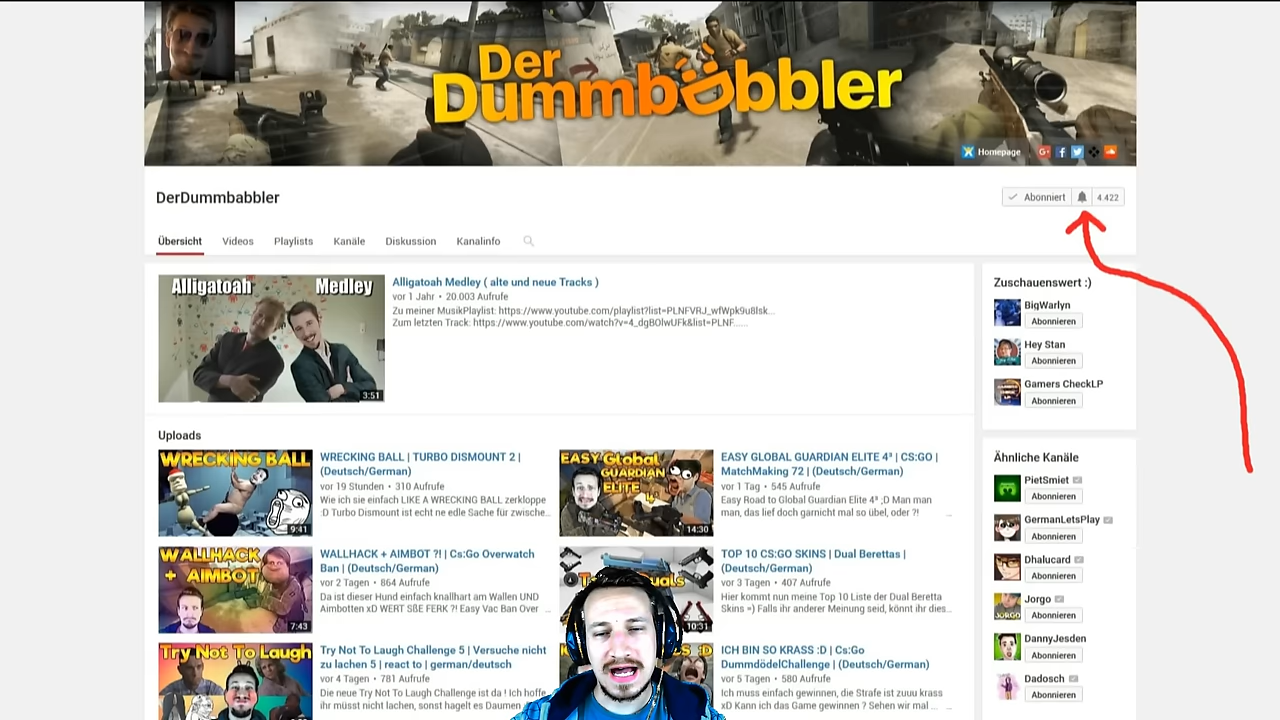 Der
Dummbabbler
Homepage
DerDummbabbler
Abonniert
4.422
Übersicht
Videos
Playlists
Kanäle
Diskussion
Kanalinfo
Alligatoah Medley
3:51
Alligatoah Medley ( alte und neue Tracks )
vor 1 Jahr • 20.003 Aufrufe
Zu meiner MusikPlaylist: https://www.youtube.com/playlist?list=PLNFVRJ_wfWpk9u8lsk...
Zum letzten Track: https://www.youtube.com/watch?v=4_dgBOlwUFk&list=PLNF......
Uploads
WRECKING BALL
9:41
WRECKING BALL | TURBO DISMOUNT 2 |
(Deutsch/German)
vor 19 Stunden • 310 Aufrufe
Wie ich sie einfach LIKE A WRECKING BALL zerkloppe
:D Turbo Dismount ist echt ne edle Sache für zwische...
EASY Global
GUARDIAN
ELITE 4
14:30
EASY GLOBAL GUARDIAN ELITE 4³ | CS:GO |
MatchMaking 72 | (Deutsch/German)
vor 1 Tag • 545 Aufrufe
Easy Road to Global Guardian Elite 4³ ;D Man man
man, das lief doch garnicht mal so übel, oder ?! ...
WALLHACK
+ AIMBOT
7:43
WALLHACK + AIMBOT ?! | Cs:Go Overwatch
Ban | (Deutsch/German)
vor 2 Tagen • 864 Aufrufe
Da ist dieser Hund einfach knallhart am Wallen UND
Aimbotten xD WERT SßE FERK ?! Easy Vac Ban Over ...
10:31
TOP 10 CS:GO SKINS | Dual Berettas |
(Deutsch/German)
vor 3 Tagen • 407 Aufrufe
Hier kommt nun meine Top 10 Liste der Dual Beretta
Skins =) Falls ihr anderer Meinung seid, könnt ihr dies...
Try Not To Laugh
Try Not To Laugh Challenge 5 | Versuche nicht
zu lachen 5 | react to | german/deutsch
vor 4 Tagen • 781 Aufrufe
Die neue Try Not To Laugh Challenge ist da ! Ich hoffe
ihr müsst nicht lachen, sonst hagelt es Daumen ...
:D
ICH BIN SO KRASS :D | Cs:Go
DummdödelChallenge | (Deutsch/German)
vor 5 Tagen • 580 Aufrufe
Ich muss einfach gewinnen, die Strafe ist zuuu krass
xD Kann ich das Game gewinnen ? Sehen wir mal ...
Zuschauenswert :)
BigWarlyn
Abonnieren
Hey Stan
Abonnieren
Gamers CheckLP
Abonnieren
Ähnliche Kanäle
PietSmiet
Abonnieren
GermanLetsPlay
Abonnieren
Dhalucard
Abonnieren
Jorgo
Abonnieren
DannyJesden
Abonnieren
Dadosch
Abonnieren